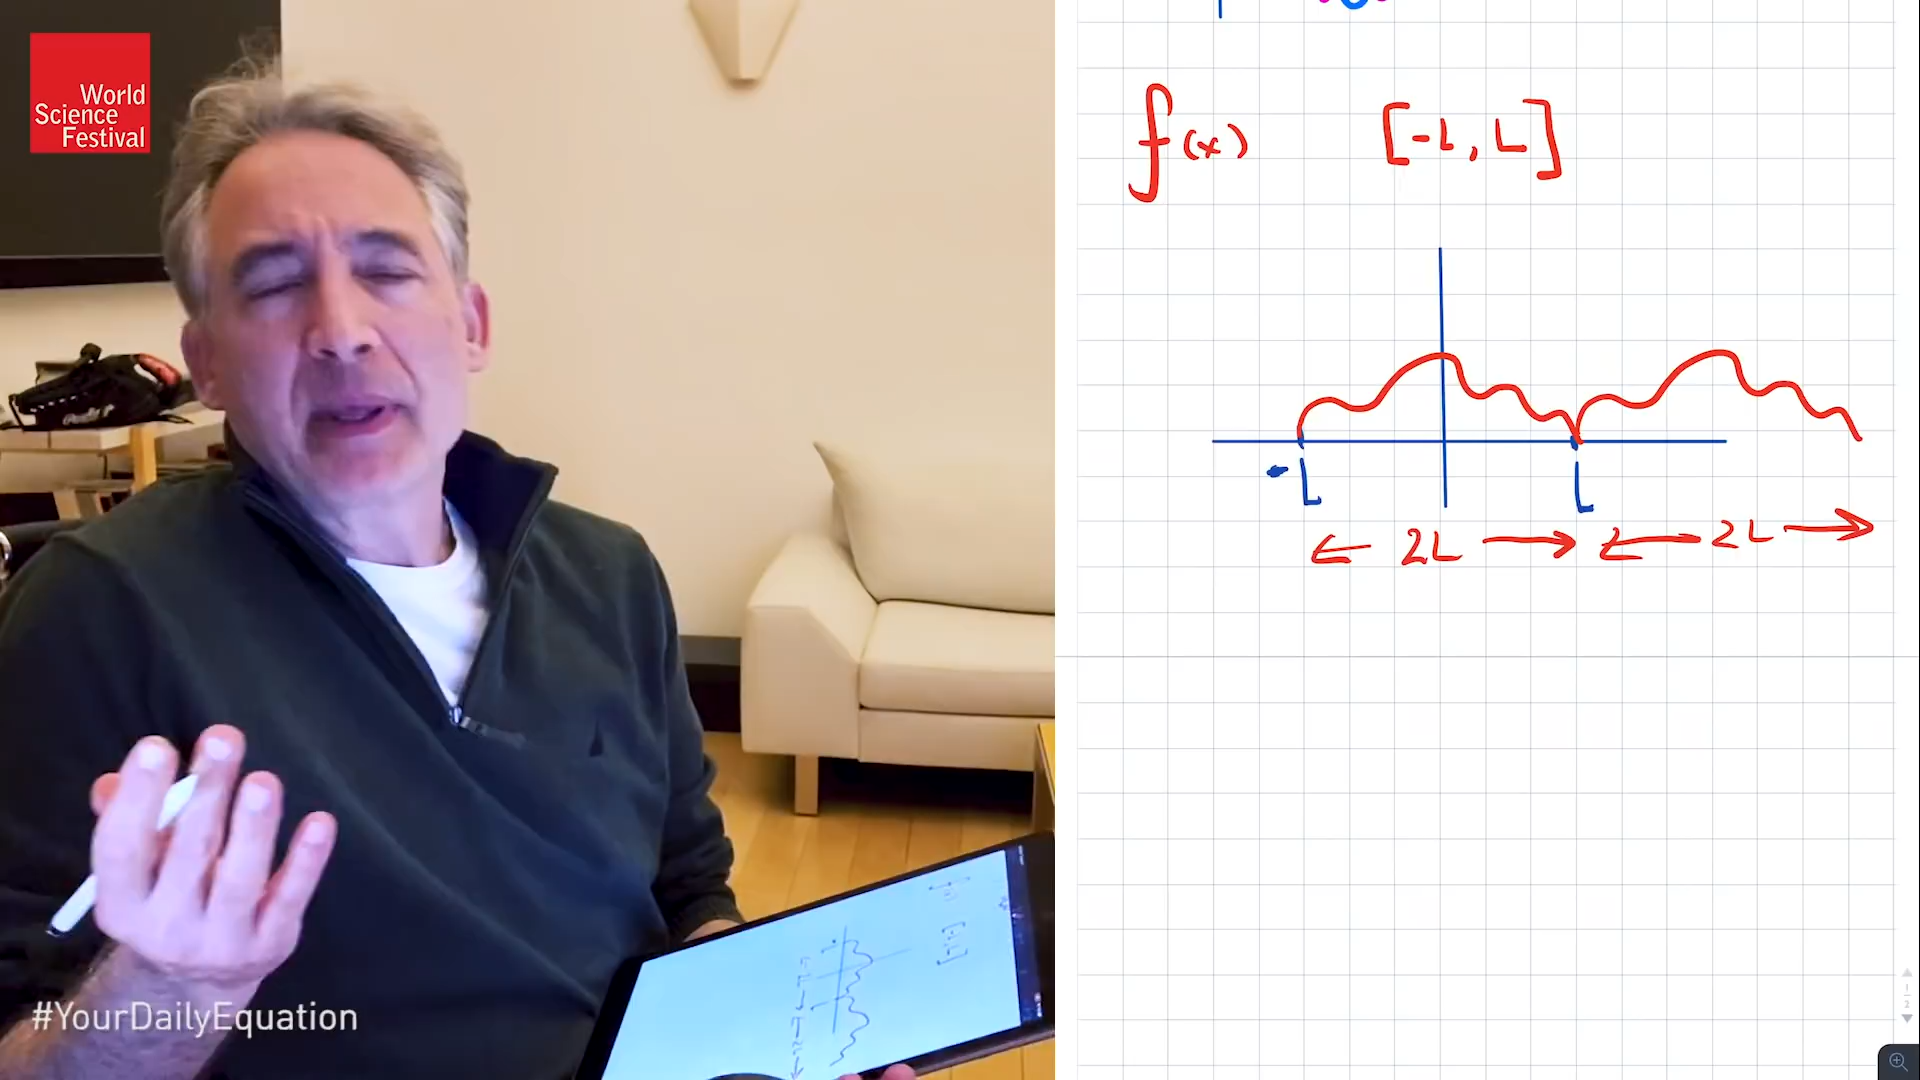 World
Science
Festival
#YourDailyEquation
f(x) [-L, L]
-L L
← 2L → ← 2L →